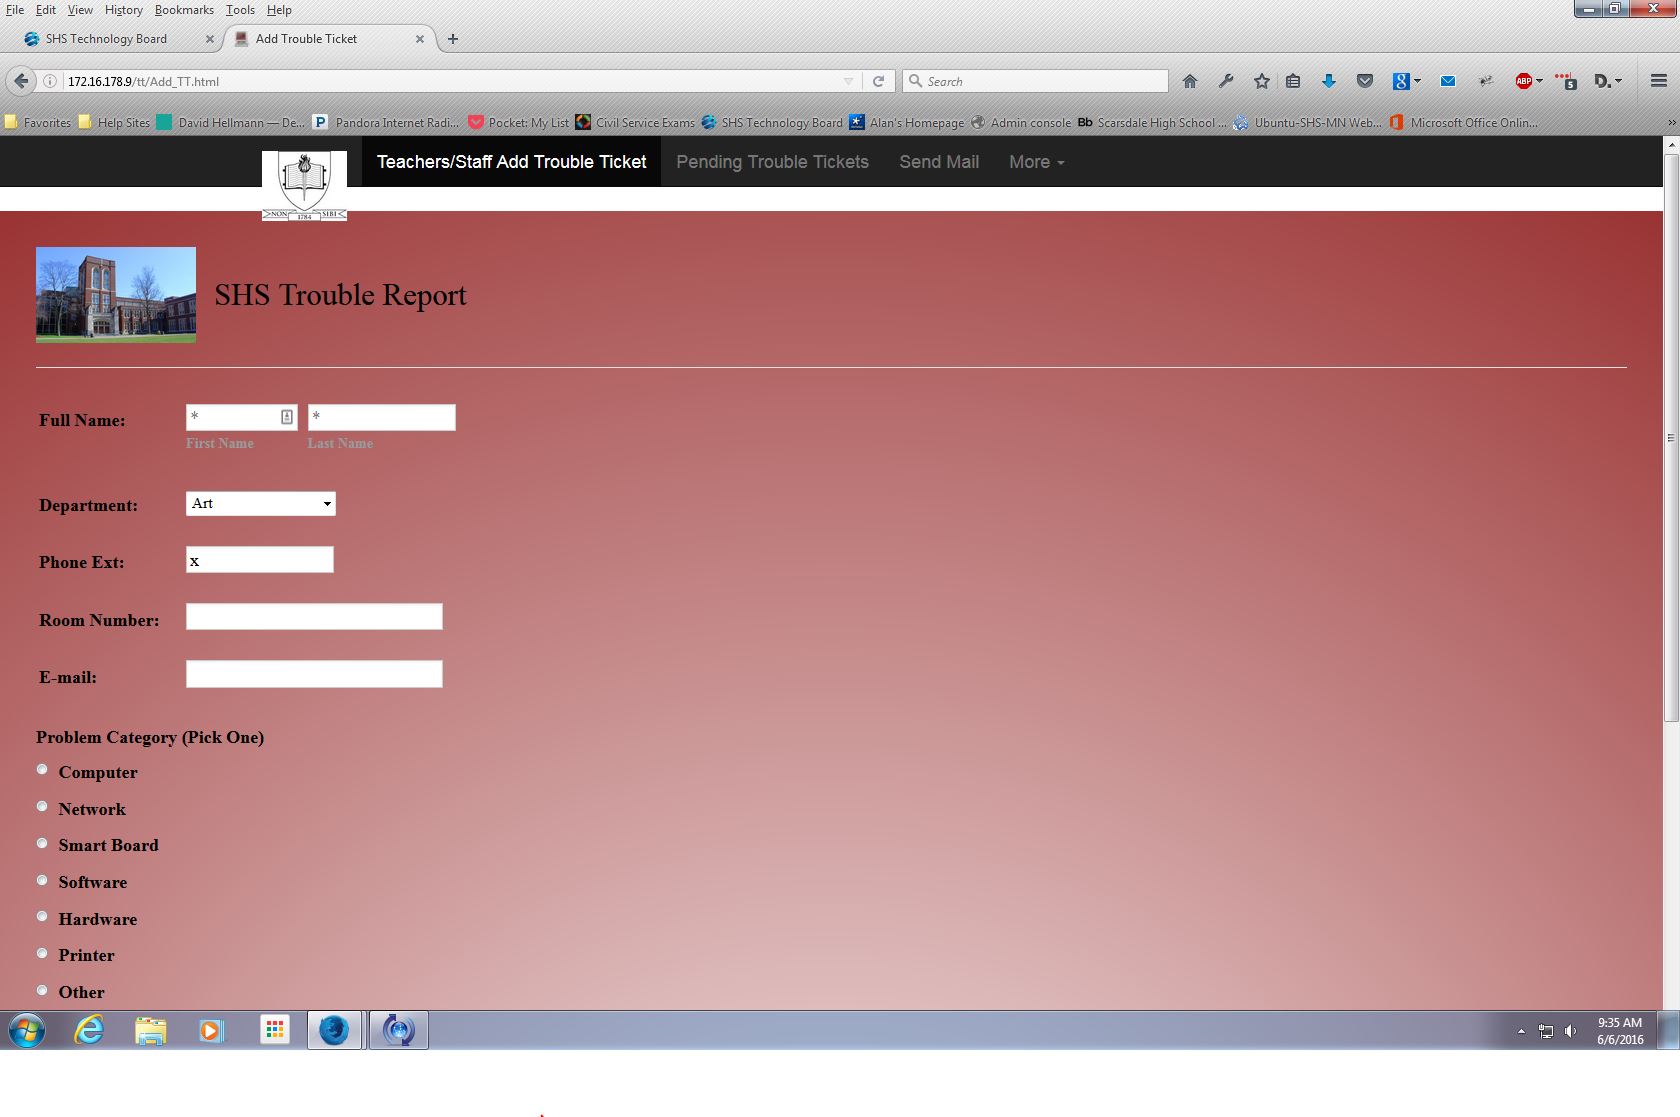 File Edit View History Bookmarks Tools Help
SHS Technology Board
Add Trouble Ticket
172.16.178.9/tt/Add_TT.html
Search
ABP
5
D.
Favorites Help Sites David Hellmann — De... Pandora Internet Radi... Pocket: My List Civil Service Exams SHS Technology Board Alan's Homepage Admin console Bb Scarsdale High School ... Ubuntu-SHS-MN Web... Microsoft Office Onlin... »
Teachers/Staff Add Trouble Ticket Pending Trouble Tickets Send Mail More
NON 1784 SIBI
SHS Trouble Report
Full Name: * *
First Name Last Name
Department: Art
Phone Ext: x
Room Number:
E-mail:
Problem Category (Pick One)
Computer
Network
Smart Board
Software
Hardware
Printer
Other
9:35 AM
6/6/2016